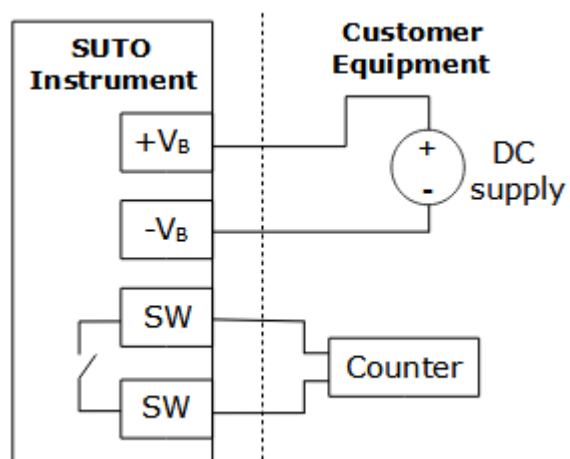 SUTO
Instrument
Customer
Equipment
+VB
-VB
+
-
DC
supply
SW
SW
Counter